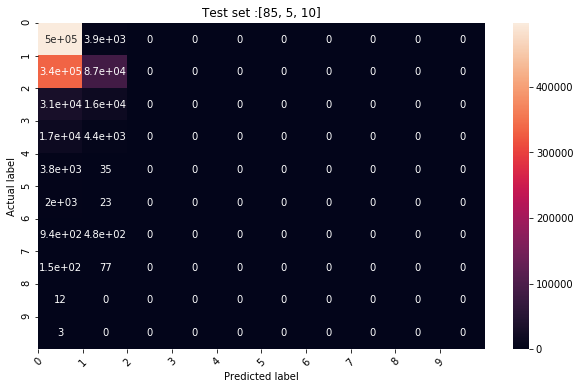 Test set :[85, 5, 10]
0 5e+05 3.9e+03 0 0 0 0 0 0 0 0
1 3.4e+05 8.7e+04 0 0 0 0 0 0 0 0
2 3.1e+04 1.6e+04 0 0 0 0 0 0 0 0
3 1.7e+04 4.4e+03 0 0 0 0 0 0 0 0
4 3.8e+03 35 0 0 0 0 0 0 0 0
5 2e+03 23 0 0 0 0 0 0 0 0
6 9.4e+02 4.8e+02 0 0 0 0 0 0 0 0
7 1.5e+02 77 0 0 0 0 0 0 0 0
8 12 0 0 0 0 0 0 0 0 0
9 3 0 0 0 0 0 0 0 0 0
0 1 2 3 4 5 6 7 8 9
Actual label
Predicted label
400000
300000
200000
100000
0